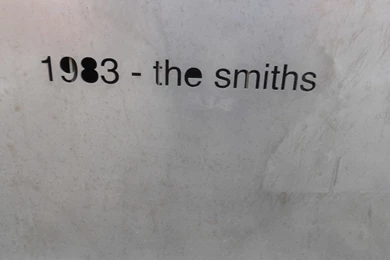 1983 - the smiths